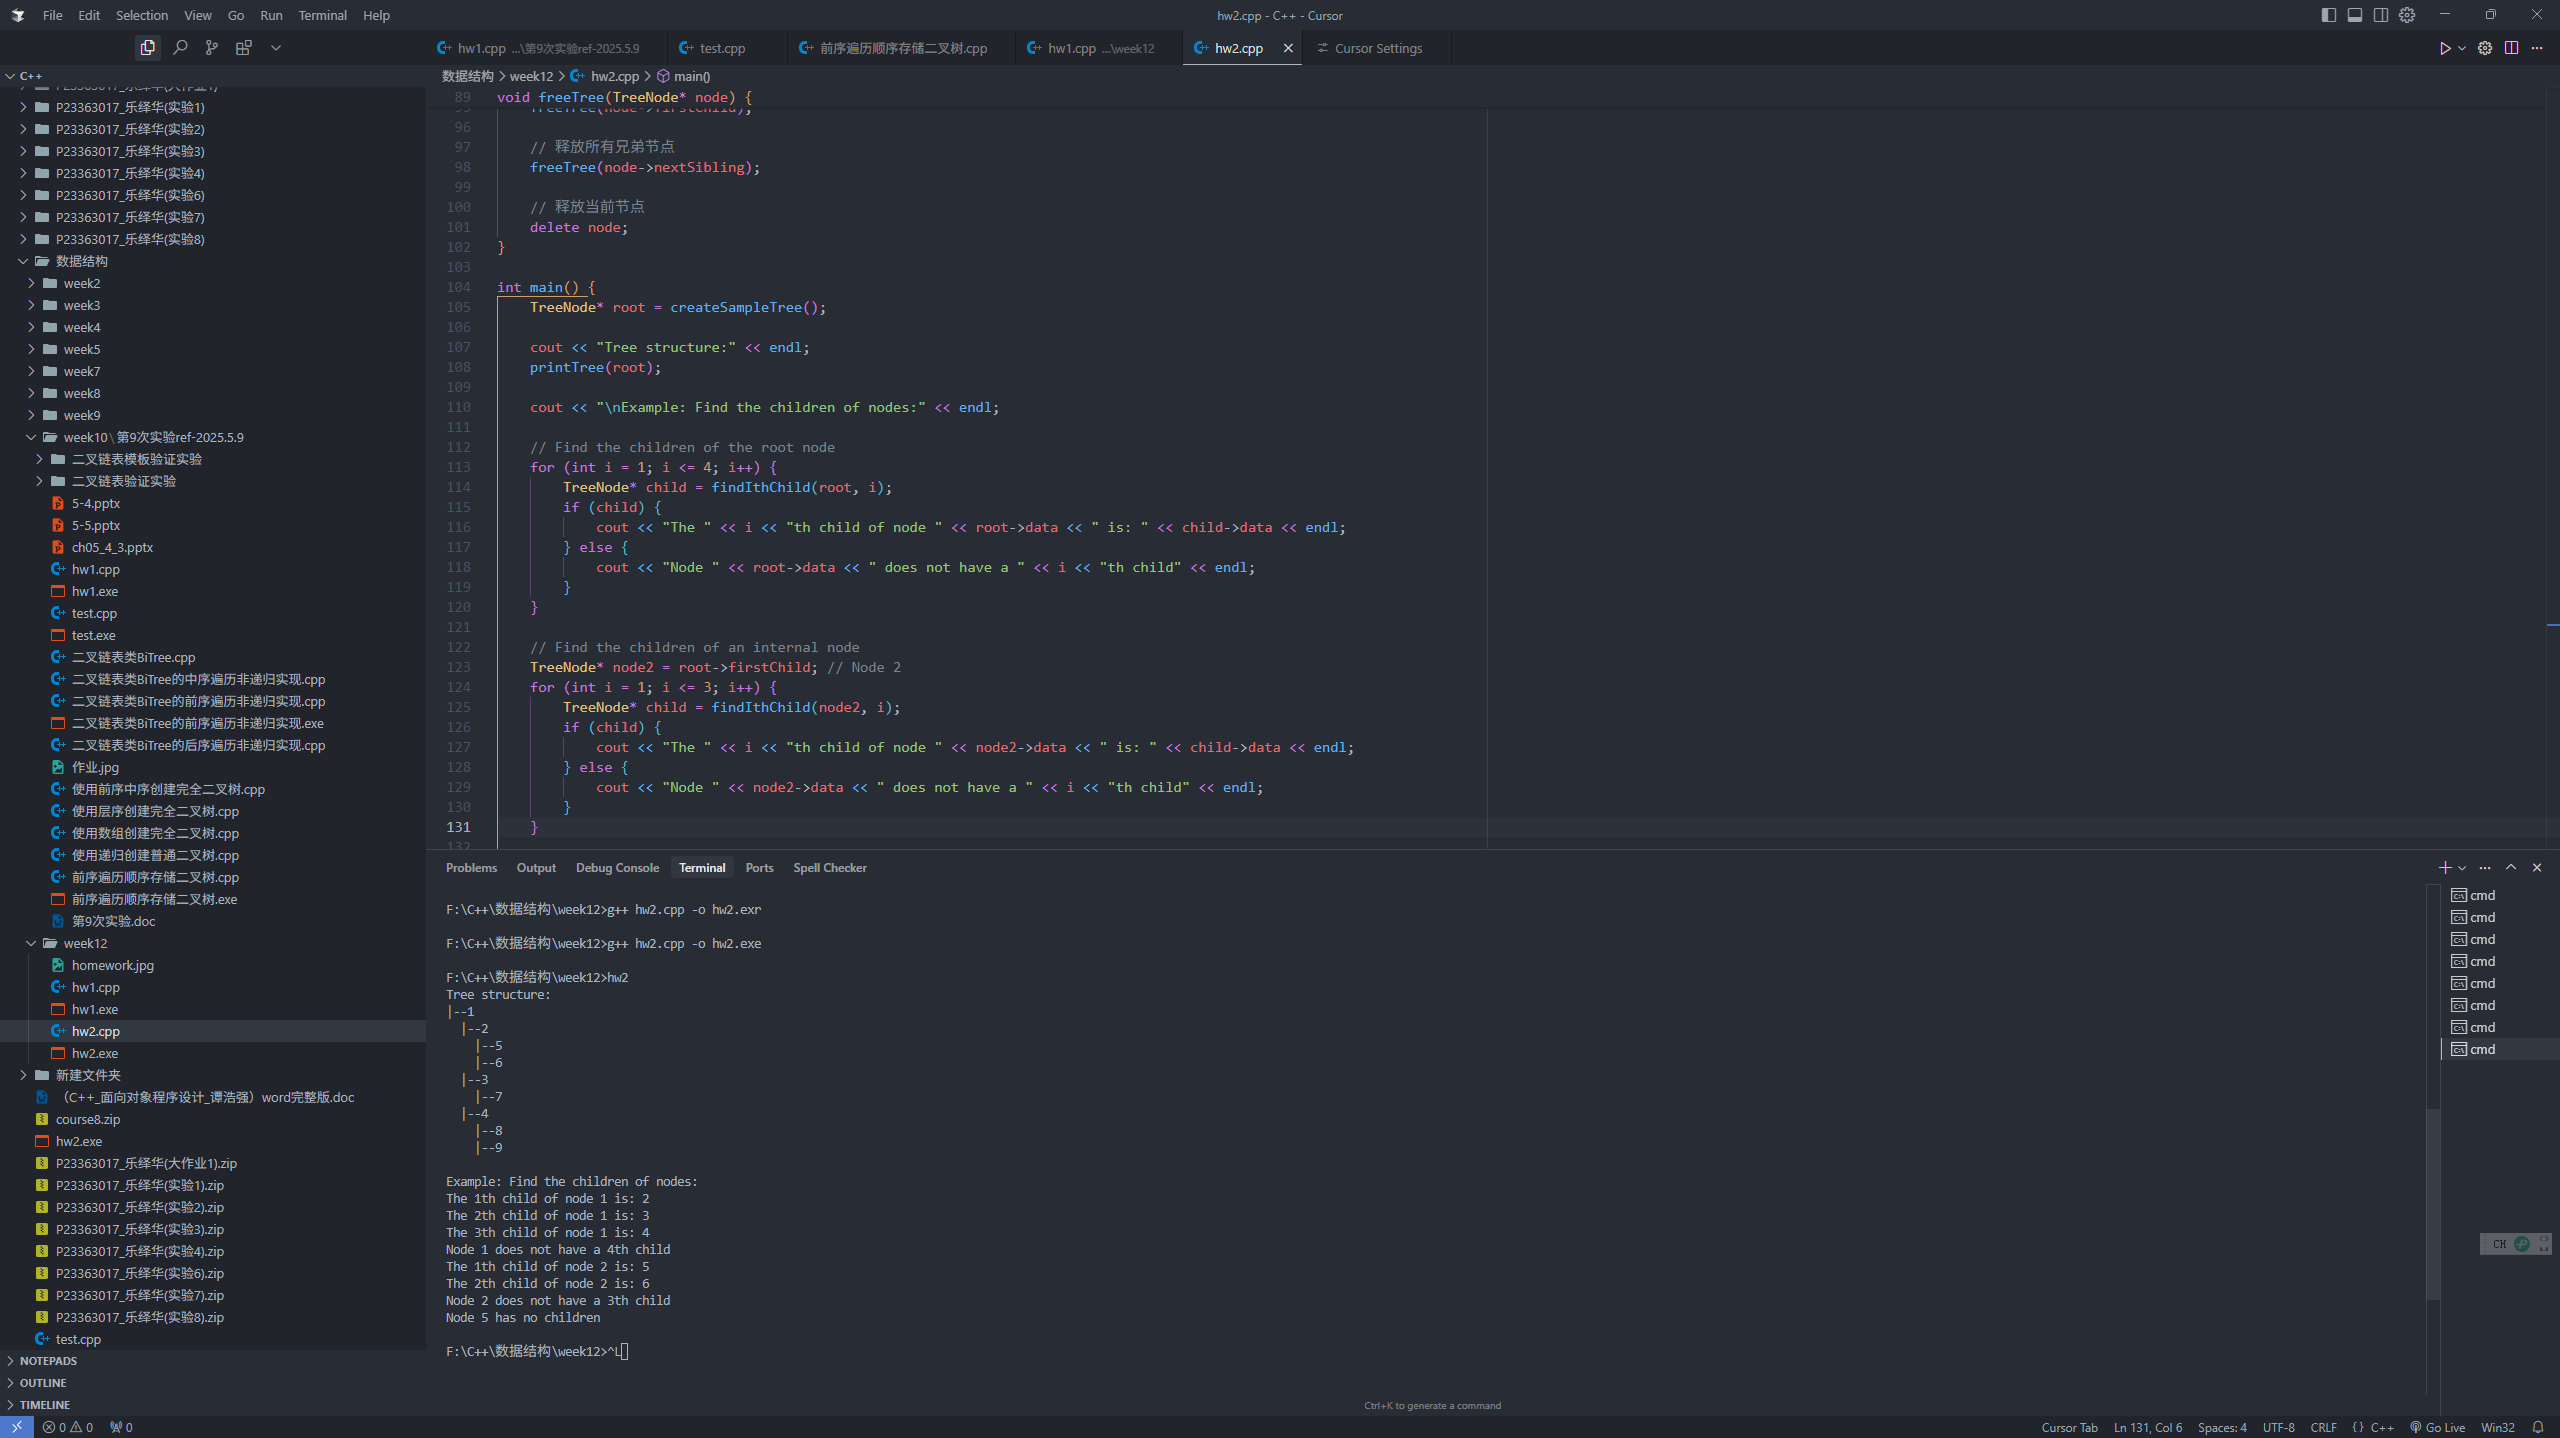 File Edit Selection View Go Run Terminal Help
hw2.cpp - C++ - Cursor
hw1.cpp ...\第9次实验ref-2025.5.9
test.cpp
前序遍历顺序存储二叉树.cpp
hw1.cpp ...\week12
hw2.cpp
Cursor Settings
C++
P23363017_乐绎华(实验1)
P23363017_乐绎华(实验2)
P23363017_乐绎华(实验3)
P23363017_乐绎华(实验4)
P23363017_乐绎华(实验6)
P23363017_乐绎华(实验7)
P23363017_乐绎华(实验8)
数据结构
week2
week3
week4
week5
week7
week8
week9
week10\第9次实验ref-2025.5.9
二叉链表模板验证实验
二叉链表验证实验
5-4.pptx
5-5.pptx
ch05_4_3.pptx
hw1.cpp
hw1.exe
test.cpp
test.exe
二叉链表类BiTree.cpp
二叉链表类BiTree的中序遍历非递归实现.cpp
二叉链表类BiTree的前序遍历非递归实现.cpp
二叉链表类BiTree的前序遍历非递归实现.exe
二叉链表类BiTree的后序遍历非递归实现.cpp
作业.jpg
使用前序中序创建完全二叉树.cpp
使用层序创建完全二叉树.cpp
使用数组创建完全二叉树.cpp
使用递归创建普通二叉树.cpp
前序遍历顺序存储二叉树.cpp
前序遍历顺序存储二叉树.exe
第9次实验.doc
week12
homework.jpg
hw1.cpp
hw1.exe
hw2.cpp
hw2.exe
新建文件夹
（C++_面向对象程序设计_谭浩强）word完整版.doc
course8.zip
hw2.exe
P23363017_乐绎华(大作业1).zip
P23363017_乐绎华(实验1).zip
P23363017_乐绎华(实验2).zip
P23363017_乐绎华(实验3).zip
P23363017_乐绎华(实验4).zip
P23363017_乐绎华(实验6).zip
P23363017_乐绎华(实验7).zip
P23363017_乐绎华(实验8).zip
test.cpp
NOTEPADS
OUTLINE
TIMELINE
数据结构 > week12 > hw2.cpp > main()
89 void freeTree(TreeNode* node) {
freeTree(node->firstChild);
96
97 // 释放所有兄弟节点
98 freeTree(node->nextSibling);
99
100 // 释放当前节点
101 delete node;
102 }
103
104 int main() {
105 TreeNode* root = createSampleTree();
106
107 cout << "Tree structure:" << endl;
108 printTree(root);
109
110 cout << "\nExample: Find the children of nodes:" << endl;
111
112 // Find the children of the root node
113 for (int i = 1; i <= 4; i++) {
114 TreeNode* child = findIthChild(root, i);
115 if (child) {
116 cout << "The " << i << "th child of node " << root->data << " is: " << child->data << endl;
117 } else {
118 cout << "Node " << root->data << " does not have a " << i << "th child" << endl;
119 }
120 }
121
122 // Find the children of an internal node
123 TreeNode* node2 = root->firstChild; // Node 2
124 for (int i = 1; i <= 3; i++) {
125 TreeNode* child = findIthChild(node2, i);
126 if (child) {
127 cout << "The " << i << "th child of node " << node2->data << " is: " << child->data << endl;
128 } else {
129 cout << "Node " << node2->data << " does not have a " << i << "th child" << endl;
130 }
131 }
132
Problems Output Debug Console Terminal Ports Spell Checker
F:\C++\数据结构\week12>g++ hw2.cpp -o hw2.exr
F:\C++\数据结构\week12>g++ hw2.cpp -o hw2.exe
F:\C++\数据结构\week12>hw2
Tree structure:
|--1
|--2
|--5
|--6
|--3
|--7
|--4
|--8
|--9
Example: Find the children of nodes:
The 1th child of node 1 is: 2
The 2th child of node 1 is: 3
The 3th child of node 1 is: 4
Node 1 does not have a 4th child
The 1th child of node 2 is: 5
The 2th child of node 2 is: 6
Node 2 does not have a 3th child
Node 5 has no children
F:\C++\数据结构\week12>^L
cmd
cmd
cmd
cmd
cmd
cmd
cmd
cmd
CH
Ctrl+K to generate a command
0 0 0
Cursor Tab Ln 131, Col 6 Spaces: 4 UTF-8 CRLF {} C++ Go Live Win32